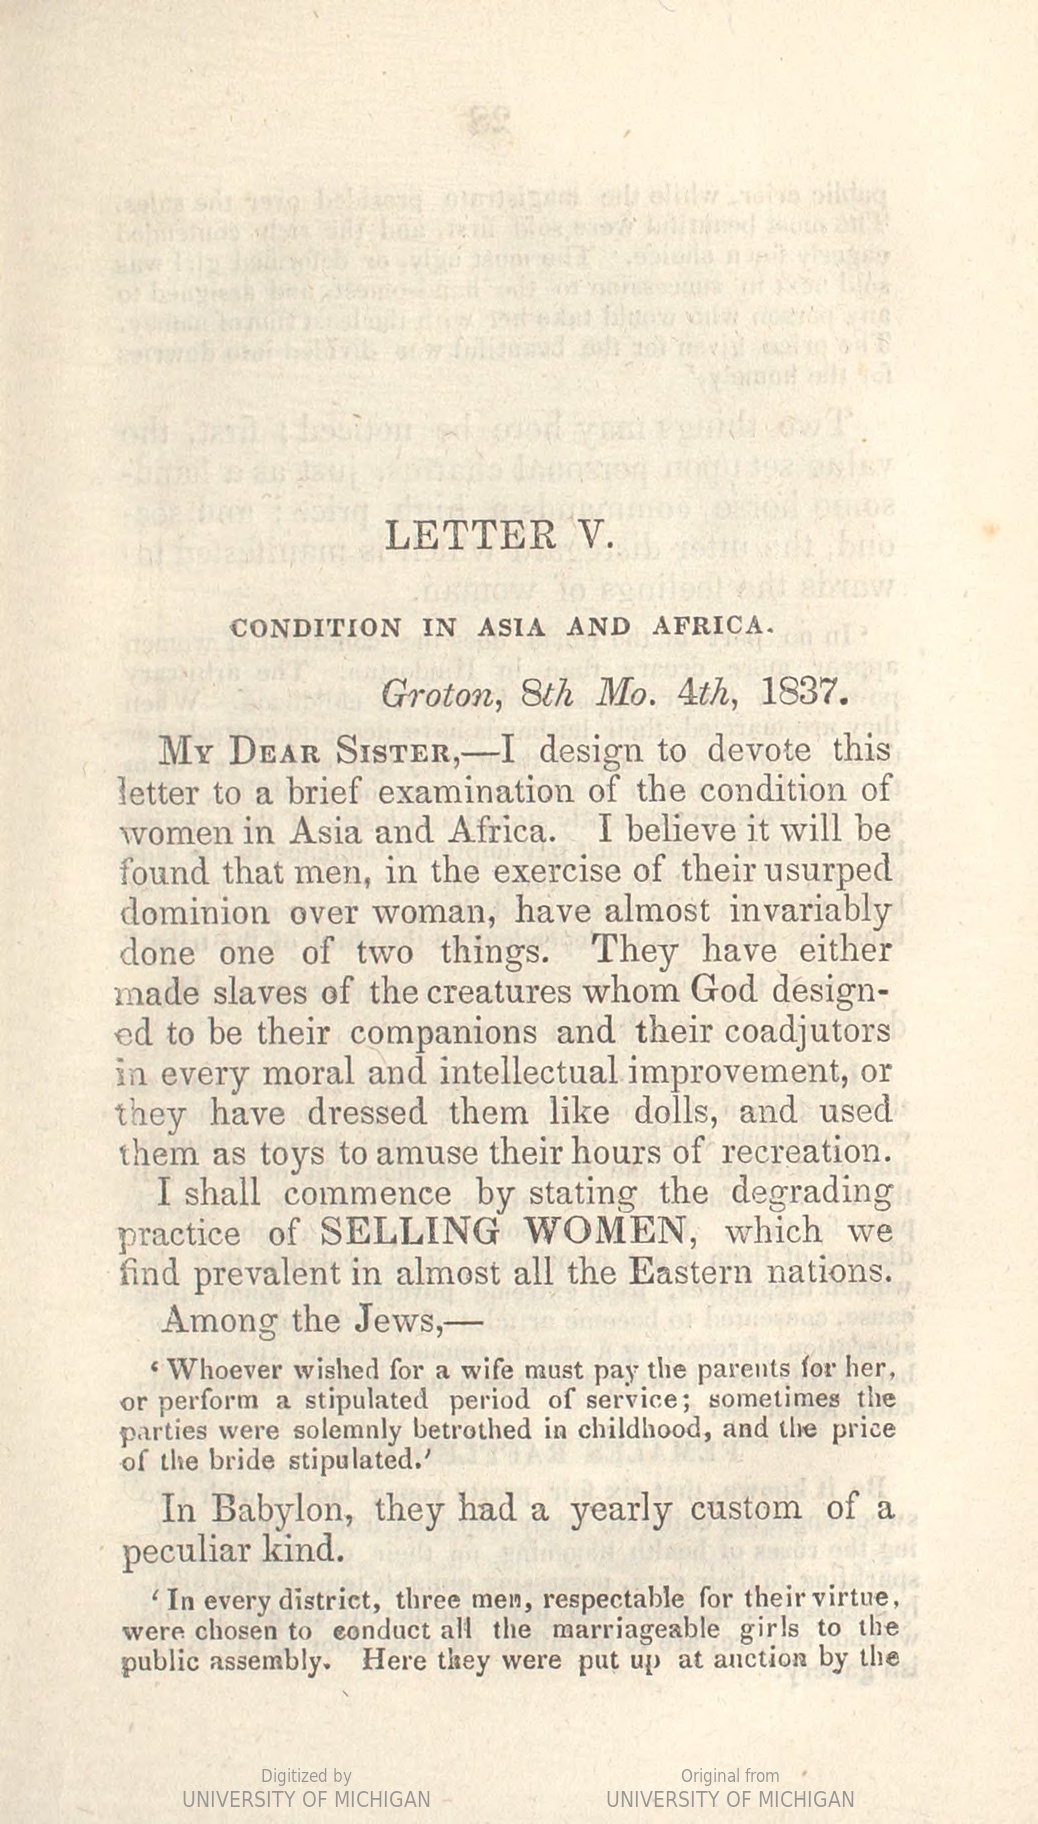 LETTER V.
CONDITION IN ASIA AND AFRICA.
Groton, 8th Mo. 4th, 1837.
My Dear Sister,—I design to devote this
letter to a brief examination of the condition of
women in Asia and Africa. I believe it will be
found that men, in the exercise of their usurped
dominion over woman, have almost invariably
done one of two things. They have either
made slaves of the creatures whom God design-
ed to be their companions and their coadjutors
in every moral and intellectual improvement, or
they have dressed them like dolls, and used
them as toys to amuse their hours of recreation.
I shall commence by stating the degrading
practice of SELLING WOMEN, which we
find prevalent in almost all the Eastern nations.
Among the Jews,—
‘Whoever wished for a wife must pay the parents for her,
or perform a stipulated period of service; sometimes the
parties were solemnly betrothed in childhood, and the price
of the bride stipulated.’
In Babylon, they had a yearly custom of a
peculiar kind.
‘In every district, three men, respectable for their virtue,
were chosen to conduct all the marriageable girls to the
public assembly. Here they were put up at auction by the
Digitized by
UNIVERSITY OF MICHIGAN
Original from
UNIVERSITY OF MICHIGAN